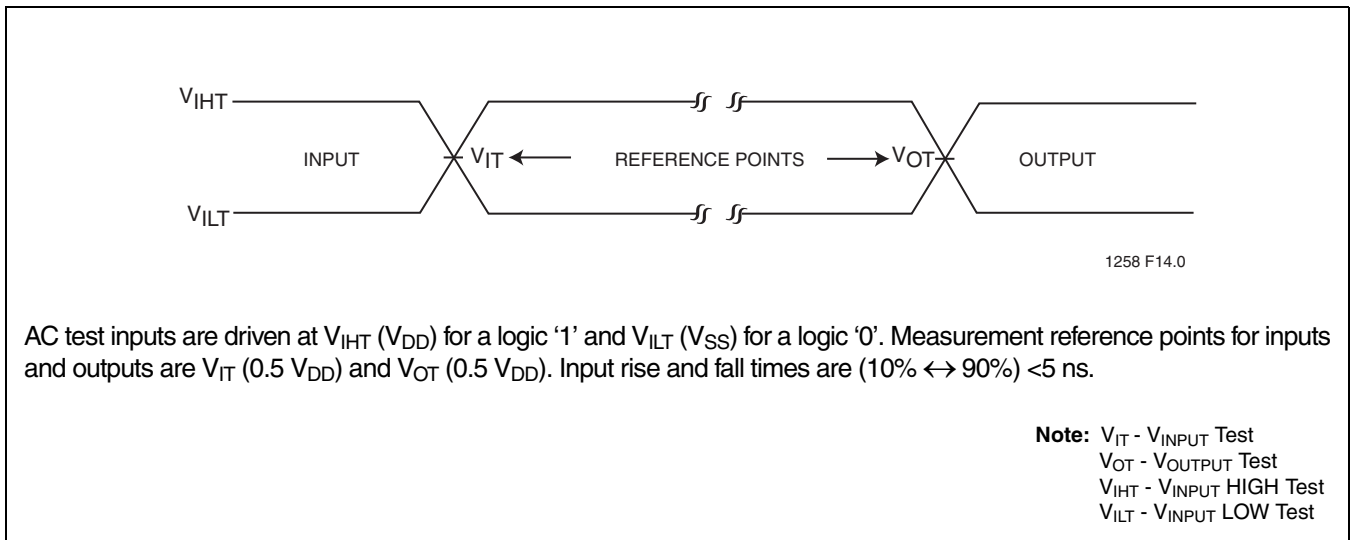 VIHT
INPUT VIT REFERENCE POINTS VOT OUTPUT
VILT
1258 F14.0
AC test inputs are driven at VIHT (VDD) for a logic ‘1’ and VILT (VSS) for a logic ‘0’. Measurement reference points for inputs
and outputs are VIT (0.5 VDD) and VOT (0.5 VDD). Input rise and fall times are (10% ↔ 90%) <5 ns.
Note: VIT - VINPUT Test
VOT - VOUTPUT Test
VIHT - VINPUT HIGH Test
VILT - VINPUT LOW Test